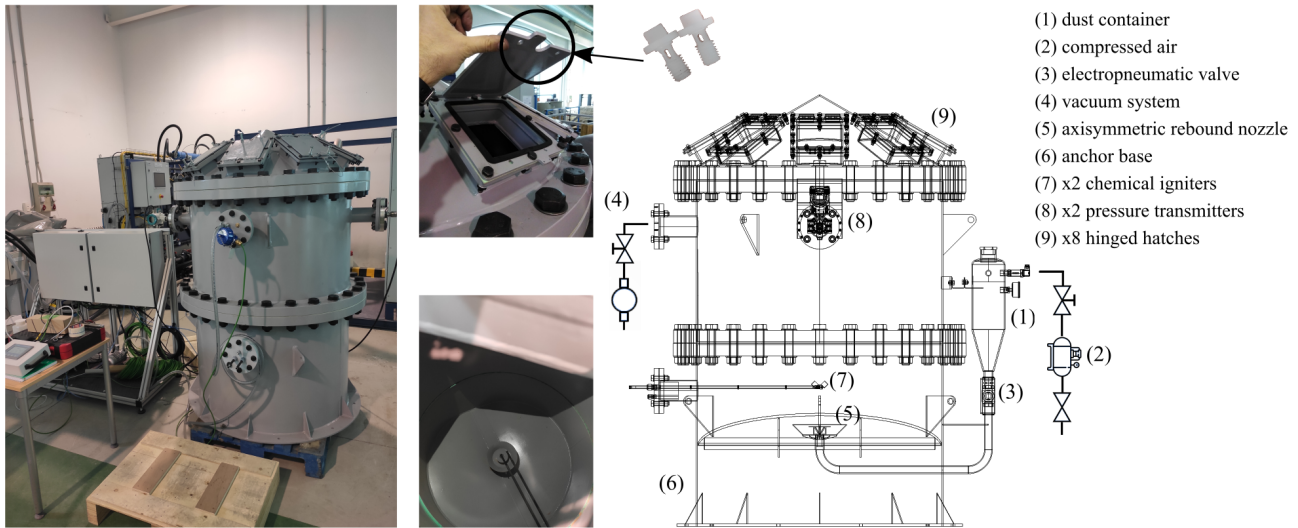 (1) dust container
(2) compressed air
(3) electropneumatic valve
(4) vacuum system
(5) axisymmetric rebound nozzle
(6) anchor base
(7) x2 chemical igniters
(8) x2 pressure transmitters
(9) x8 hinged hatches
(9)
(4)
(8)
(1)
(2)
(7)
(3)
(5)
(6)